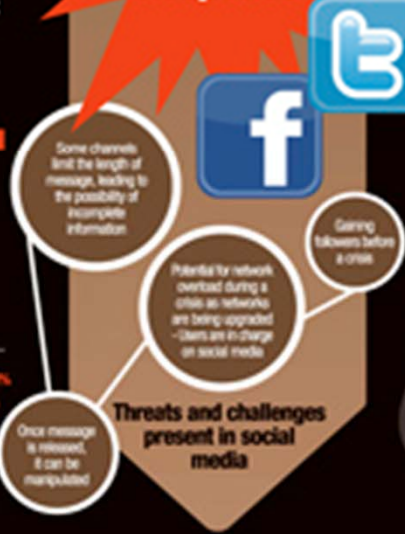 Some channels
limit the length of
message, leading to
the possibility of
incomplete
information
Gaining
followers before
a crisis
Potential for network
overload during a
crisis as networks
are being upgraded
- Users are in charge
on social media
Threats and challenges
present in social
media
Once message
is released,
it can be
manipulated